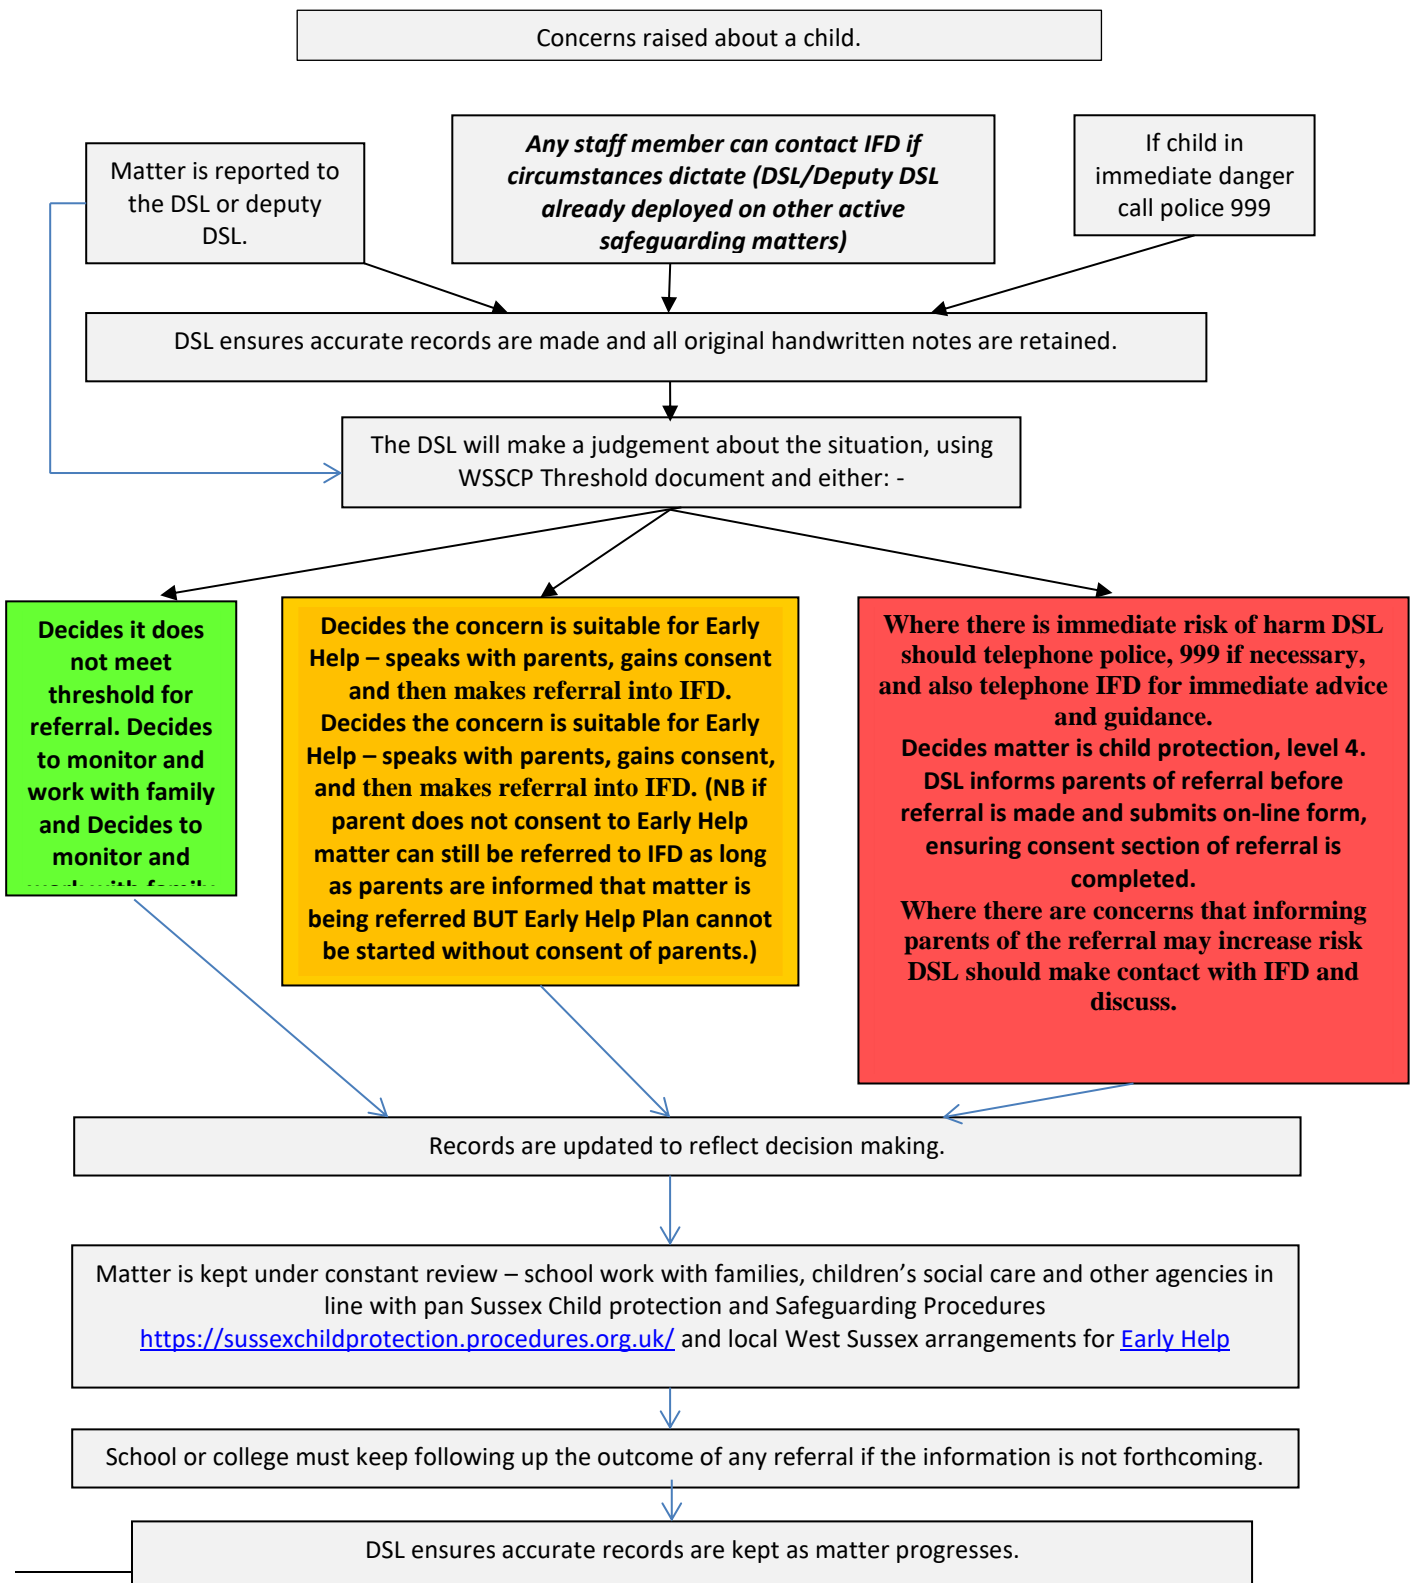 Concerns raised about a child.
Matter is reported to
the DSL or deputy
DSL.
Any staff member can contact IFD if
circumstances dictate (DSL/Deputy DSL
already deployed on other active
safeguarding matters)
If child in
immediate danger
call police 999
DSL ensures accurate records are made and all original handwritten notes are retained.
The DSL will make a judgement about the situation, using
WSSCP Threshold document and either: -
Decides it does
not meet
threshold for
referral. Decides
to monitor and
work with family
and Decides to
monitor and
work with family
Decides the concern is suitable for Early
Help – speaks with parents, gains consent
and then makes referral into IFD.
Decides the concern is suitable for Early
Help – speaks with parents, gains consent,
and then makes referral into IFD. (NB if
parent does not consent to Early Help
matter can still be referred to IFD as long
as parents are informed that matter is
being referred BUT Early Help Plan cannot
be started without consent of parents.)
Where there is immediate risk of harm DSL
should telephone police, 999 if necessary,
and also telephone IFD for immediate advice
and guidance.
Decides matter is child protection, level 4.
DSL informs parents of referral before
referral is made and submits on-line form,
ensuring consent section of referral is
completed.
Where there are concerns that informing
parents of the referral may increase risk
DSL should make contact with IFD and
discuss.
Records are updated to reflect decision making.
Matter is kept under constant review – school work with families, children’s social care and other agencies in
line with pan Sussex Child protection and Safeguarding Procedures
https://sussexchildprotection.procedures.org.uk/ and local West Sussex arrangements for Early Help
School or college must keep following up the outcome of any referral if the information is not forthcoming.
DSL ensures accurate records are kept as matter progresses.